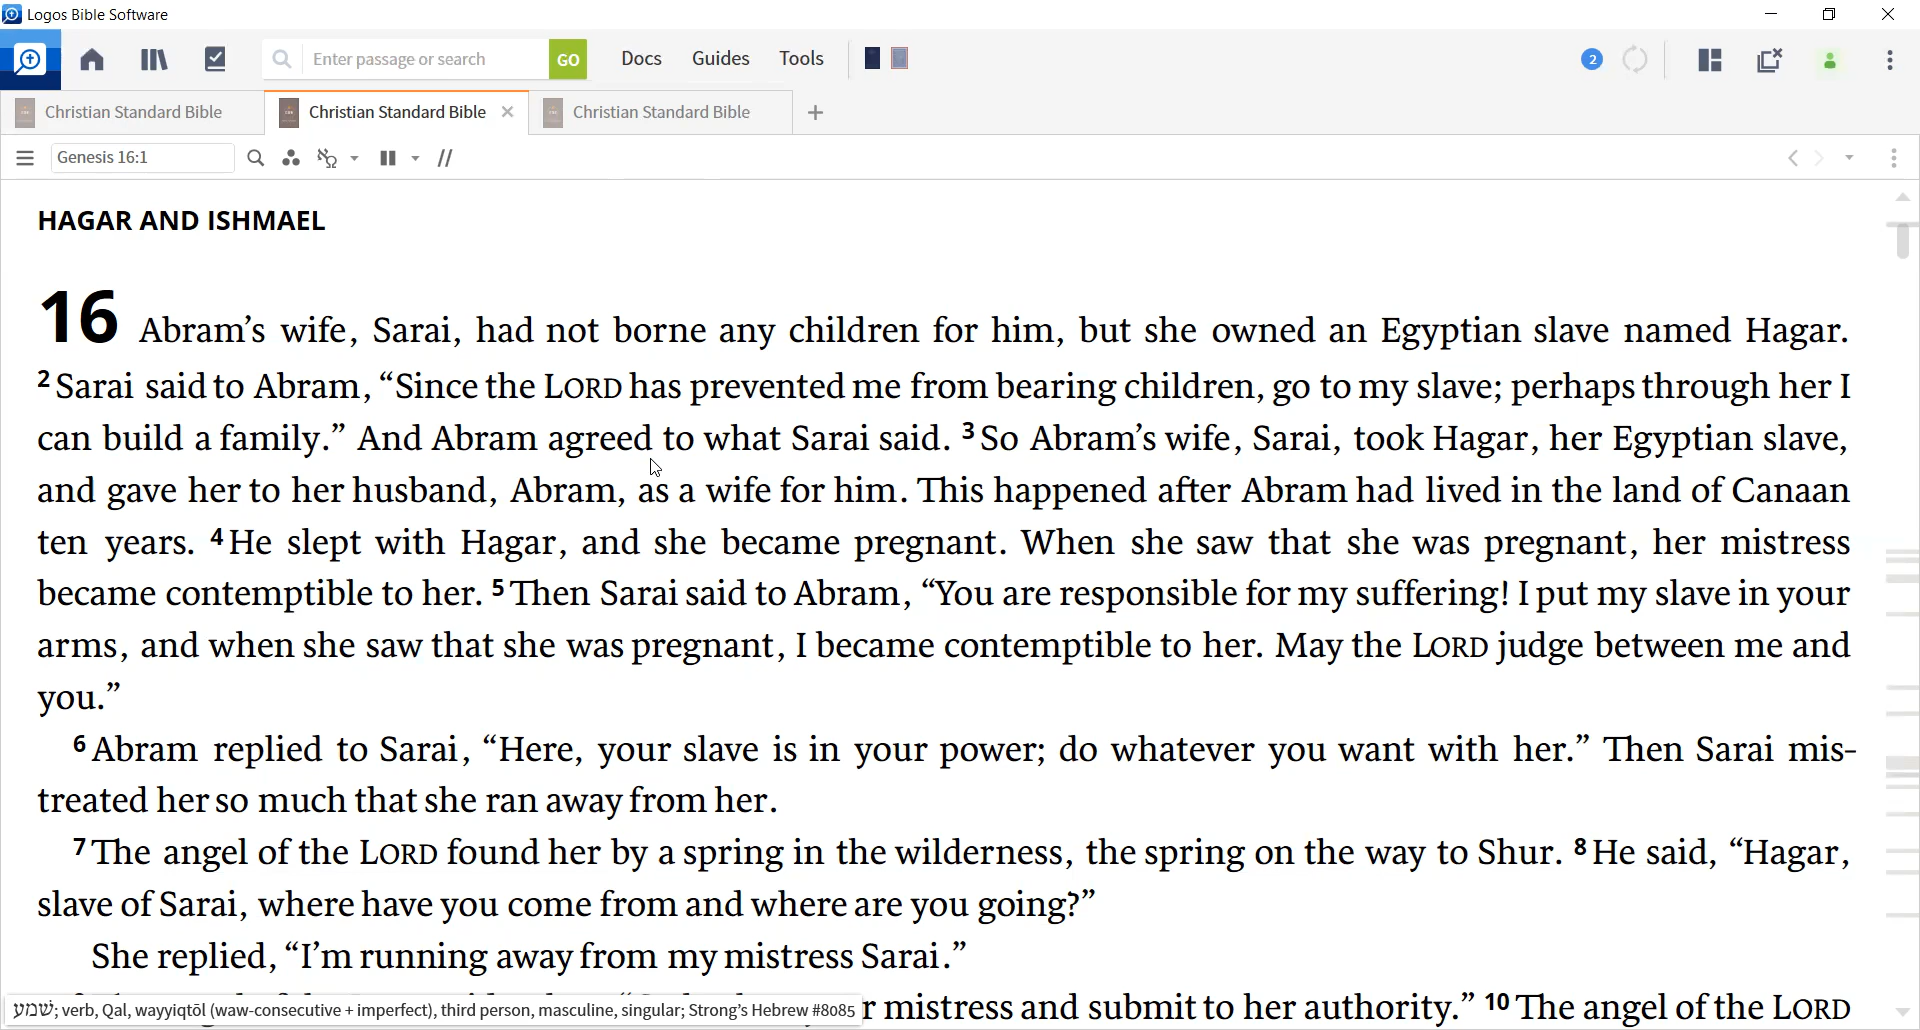 Logos Bible Software
Enter passage or search GO Docs Guides Tools 2
Christian Standard Bible Christian Standard Bible Christian Standard Bible
Genesis 16:1
HAGAR AND ISHMAEL
16 Abram’s wife, Sarai, had not borne any children for him, but she owned an Egyptian slave named Hagar.
2 Sarai said to Abram, “Since the LORD has prevented me from bearing children, go to my slave; perhaps through her I
can build a family.” And Abram agreed to what Sarai said. 3 So Abram’s wife, Sarai, took Hagar, her Egyptian slave,
and gave her to her husband, Abram, as a wife for him. This happened after Abram had lived in the land of Canaan
ten years. 4 He slept with Hagar, and she became pregnant. When she saw that she was pregnant, her mistress
became contemptible to her. 5 Then Sarai said to Abram, “You are responsible for my suffering! I put my slave in your
arms, and when she saw that she was pregnant, I became contemptible to her. May the LORD judge between me and
you.”
6 Abram replied to Sarai, “Here, your slave is in your power; do whatever you want with her.” Then Sarai mis-
treated her so much that she ran away from her.
7 The angel of the LORD found her by a spring in the wilderness, the spring on the way to Shur. 8 He said, “Hagar,
slave of Sarai, where have you come from and where are you going?”
She replied, “I’m running away from my mistress Sarai.”
mistress and submit to her authority.” 10 The angel of the LORD
שׁמע; verb, Qal, wayyiqtōl (waw-consecutive + imperfect), third person, masculine, singular; Strong’s Hebrew #8085